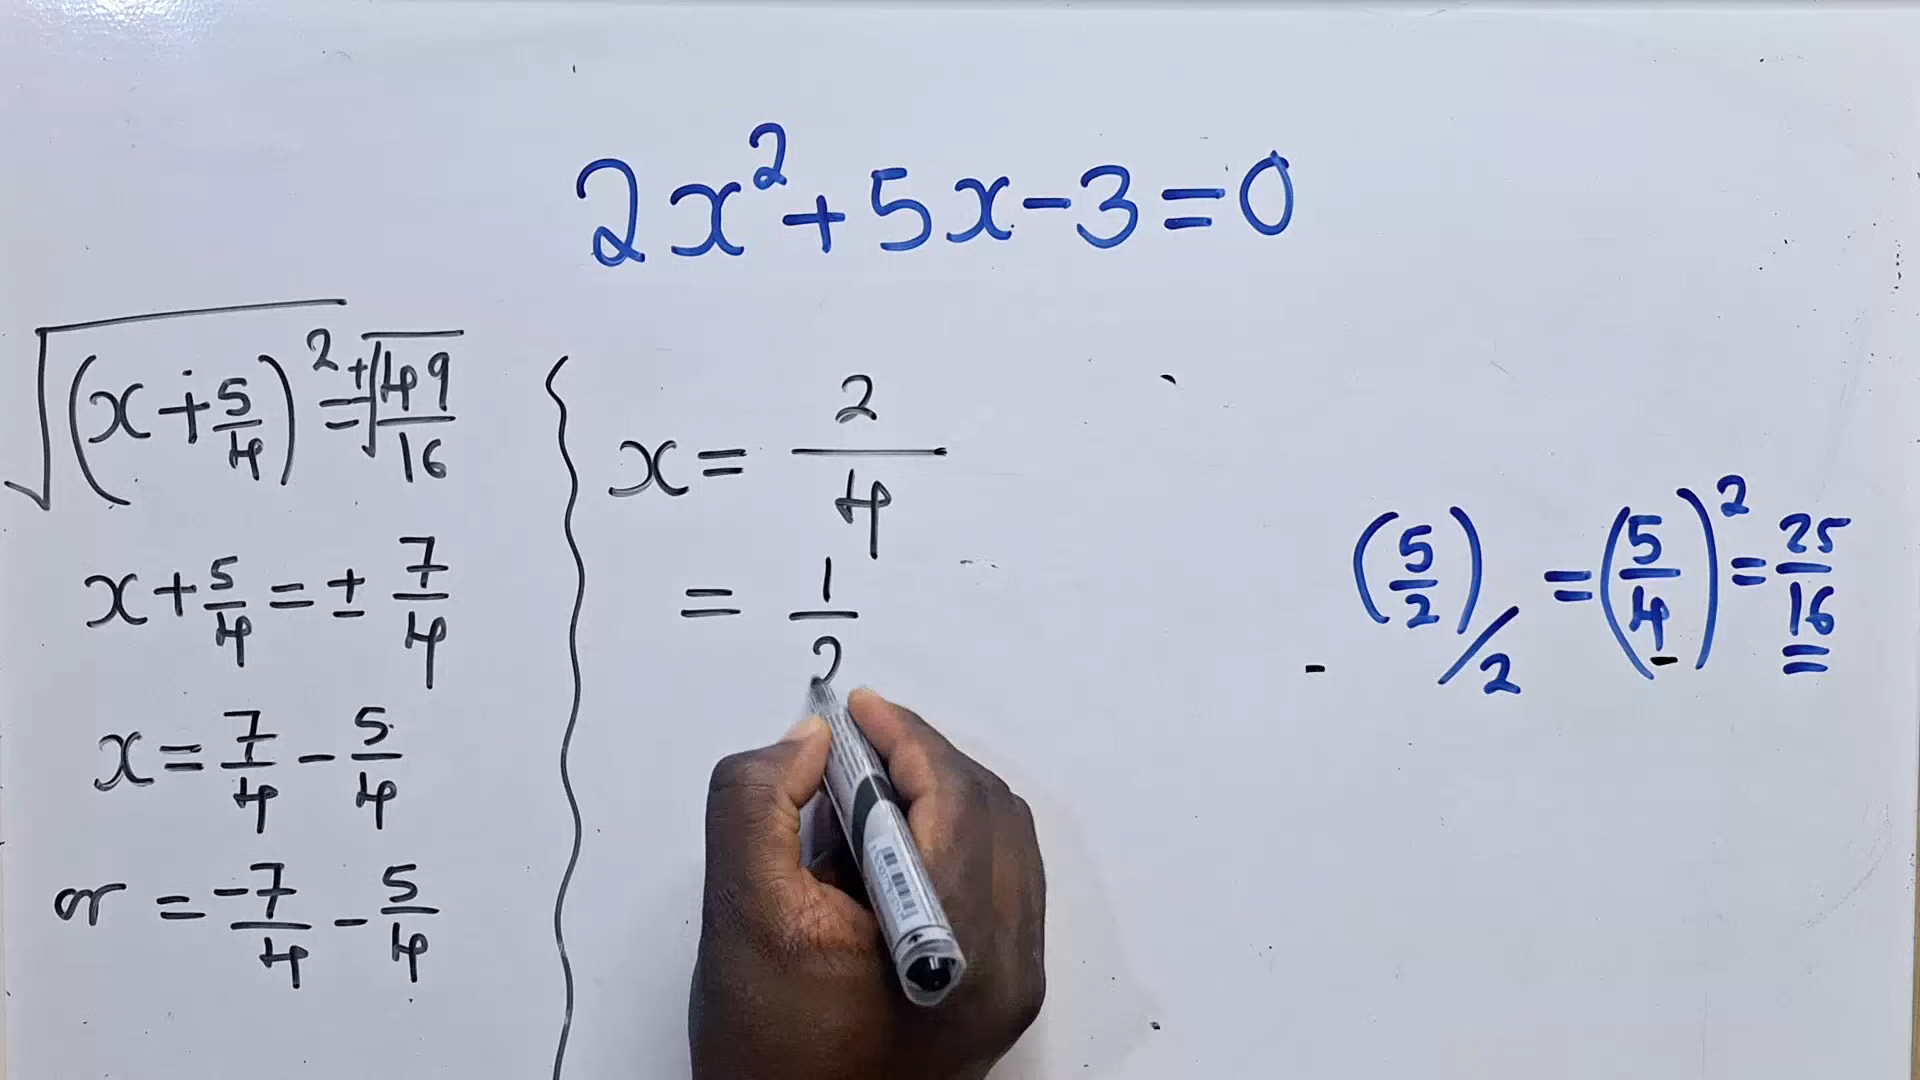 2x² + 5x - 3 = 0
√(x + 5/4)² = ±√49/16
x + 5/4 = ± 7/4
x = 7/4 - 5/4
or = -7/4 - 5/4
x = 2/4
= 1/2
(5/2)/2 = (5/4)² = 25/16